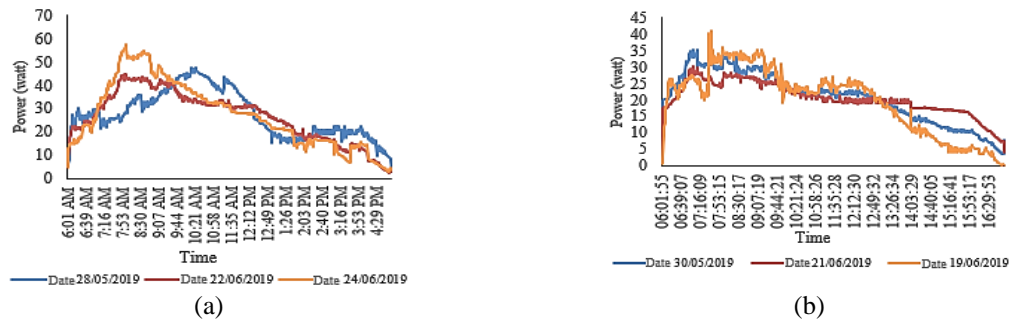 70
60
50
40
30
20
10
0
Power (watt)
6:01 AM
6:39 AM
7:16 AM
7:53 AM
8:30 AM
9:07 AM
9:44 AM
10:21 AM
10:58 AM
11:35 AM
12:12 PM
12:49 PM
1:26 PM
2:03 PM
2:40 PM
3:16 PM
3:53 PM
4:29 PM
Time
Date 28/05/2019 Date 22/06/2019 Date 24/06/2019
(a)
45
40
35
30
25
20
15
10
5
0
Power (watt)
06:01:55
06:39:07
07:16:09
07:53:15
08:30:17
09:07:19
09:44:21
10:21:24
10:58:26
11:35:28
12:12:30
12:49:32
13:26:34
14:03:29
14:40:05
15:16:41
15:53:17
16:29:53
Time
Date 30/05/2019 Date 21/06/2019 Date 19/06/2019
(b)